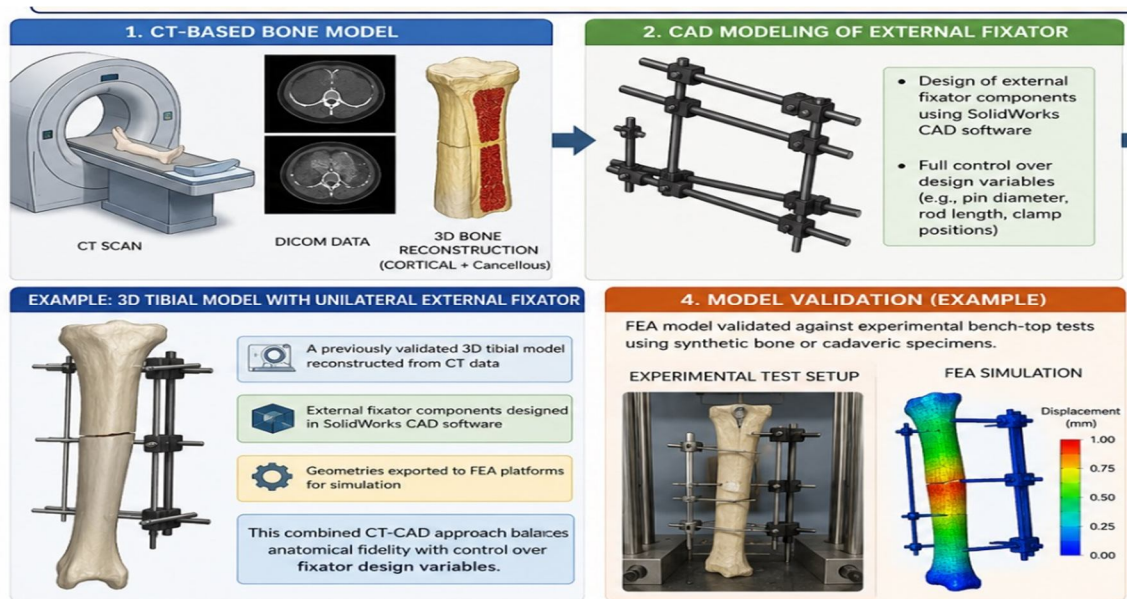 1. CT-BASED BONE MODEL
CT SCAN
DICOM DATA
3D BONE
RECONSTRUCTION
(CORTICAL + Cancellous)
2. CAD MODELING OF EXTERNAL FIXATOR
• Design of external
fixator components
using SolidWorks
CAD software
• Full control over
design variables
(e.g., pin diameter,
rod length, clamp
positions)
EXAMPLE: 3D TIBIAL MODEL WITH UNILATERAL EXTERNAL FIXATOR
A previously validated 3D tibial model
reconstructed from CT data
External fixator components designed
in SolidWorks CAD software
Geometries exported to FEA platforms
for simulation
This combined CT-CAD approach balances
anatomical fidelity with control over
fixator design variables.
4. MODEL VALIDATION (EXAMPLE)
FEA model validated against experimental bench-top tests
using synthetic bone or cadaveric specimens.
EXPERIMENTAL TEST SETUP
FEA SIMULATION
Displacement
(mm)
1.00
0.75
0.50
0.25
0.00